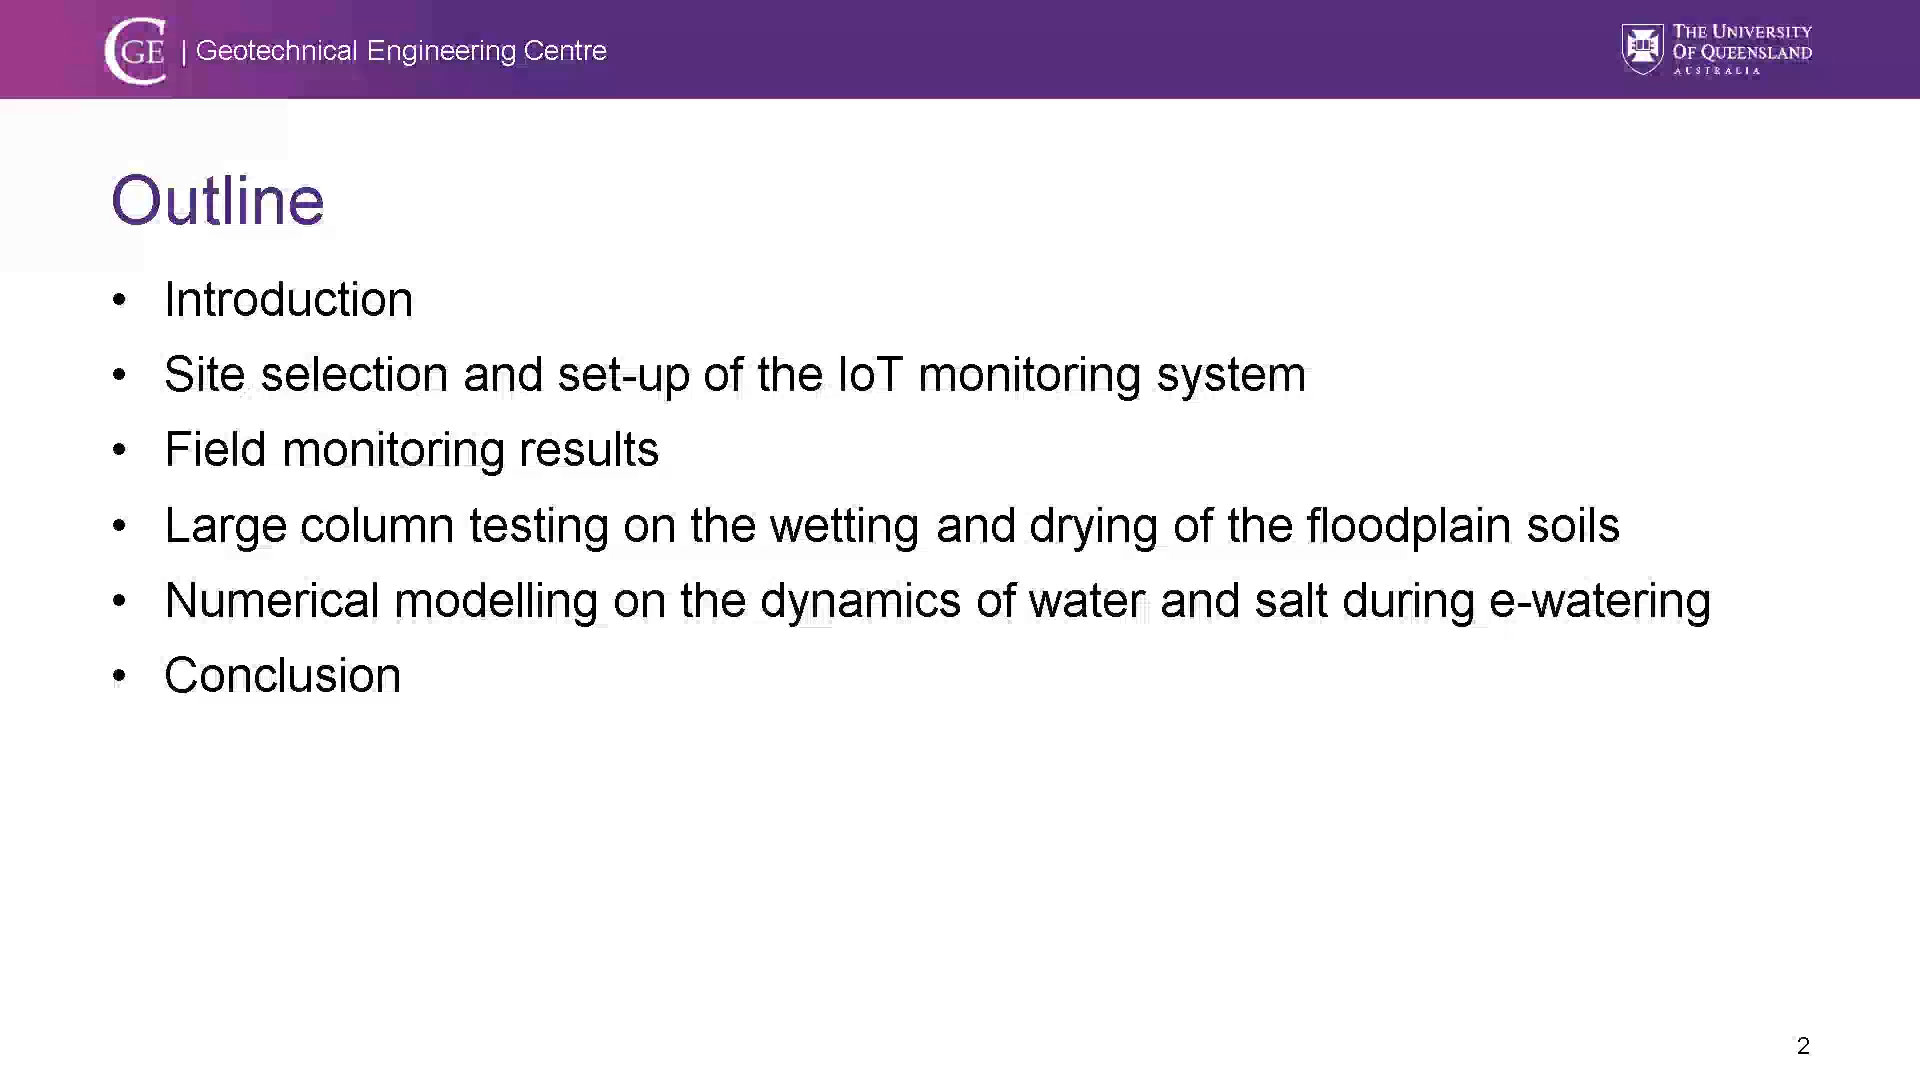 GE | Geotechnical Engineering Centre
THE UNIVERSITY
OF QUEENSLAND
AUSTRALIA
Outline
• Introduction
• Site selection and set-up of the IoT monitoring system
• Field monitoring results
• Large column testing on the wetting and drying of the floodplain soils
• Numerical modelling on the dynamics of water and salt during e-watering
• Conclusion
2